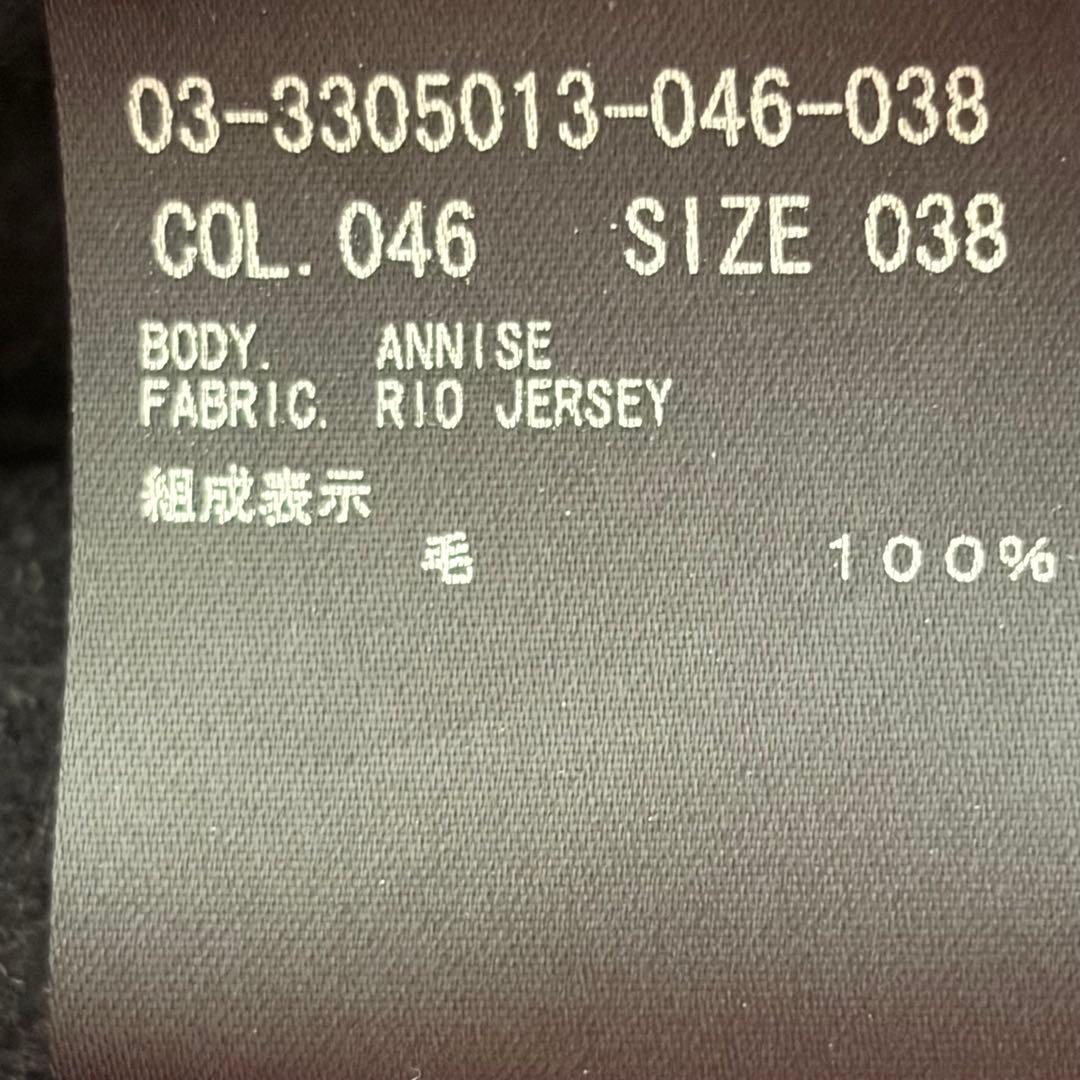 03-3305013-046-038
COL. 046 SIZE 038
BODY. ANNISE
FABRIC. RIO JERSEY
組成表示
毛 100%